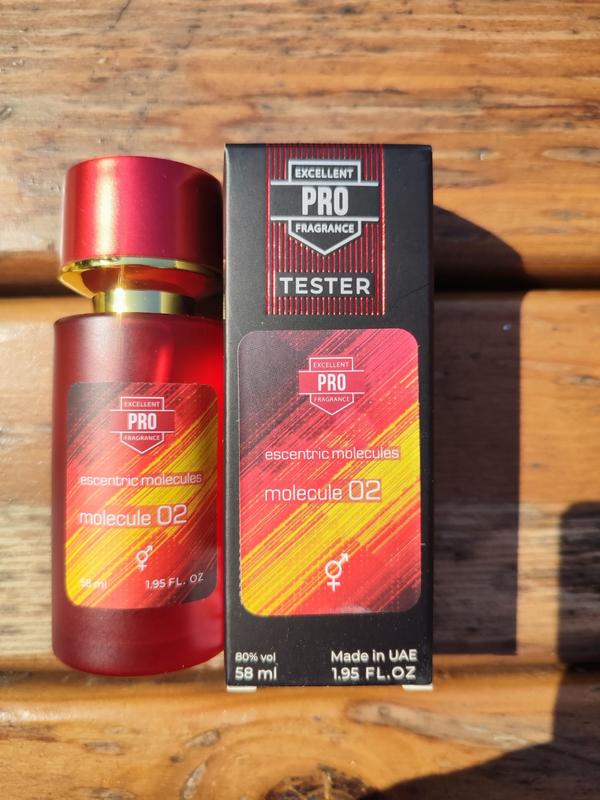 EXCELLENT
PRO
FRAGRANCE
escentric molecules
molecule 02
58 ml 1.95 FL. OZ
EXCELLENT
PRO
FRAGRANCE
TESTER
EXCELLENT
PRO
FRAGRANCE
escentric molecules
molecule 02
80% vol Made in UAE
58 ml 1.95 FL.OZ